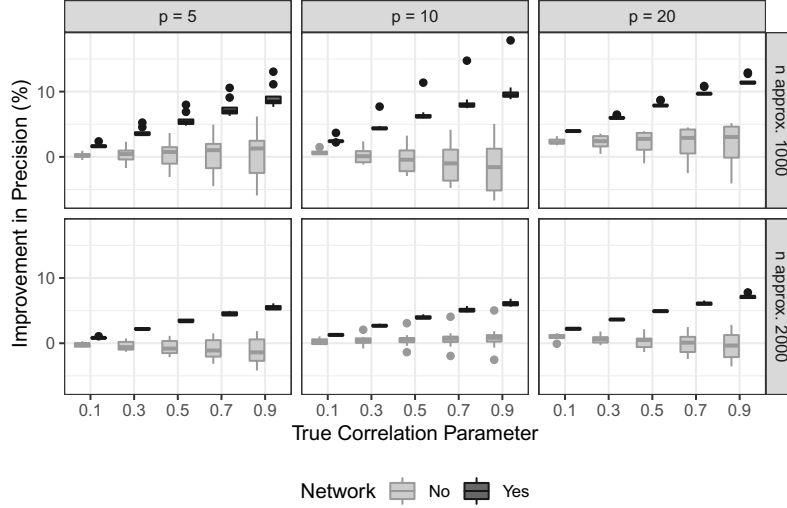 p = 5
p = 10
p = 20
Improvement in Precision (%)
10
0
n approx. 1000
10
0
n approx. 2000
0.1 0.3 0.5 0.7 0.9
0.1 0.3 0.5 0.7 0.9
0.1 0.3 0.5 0.7 0.9
True Correlation Parameter
Network No Yes